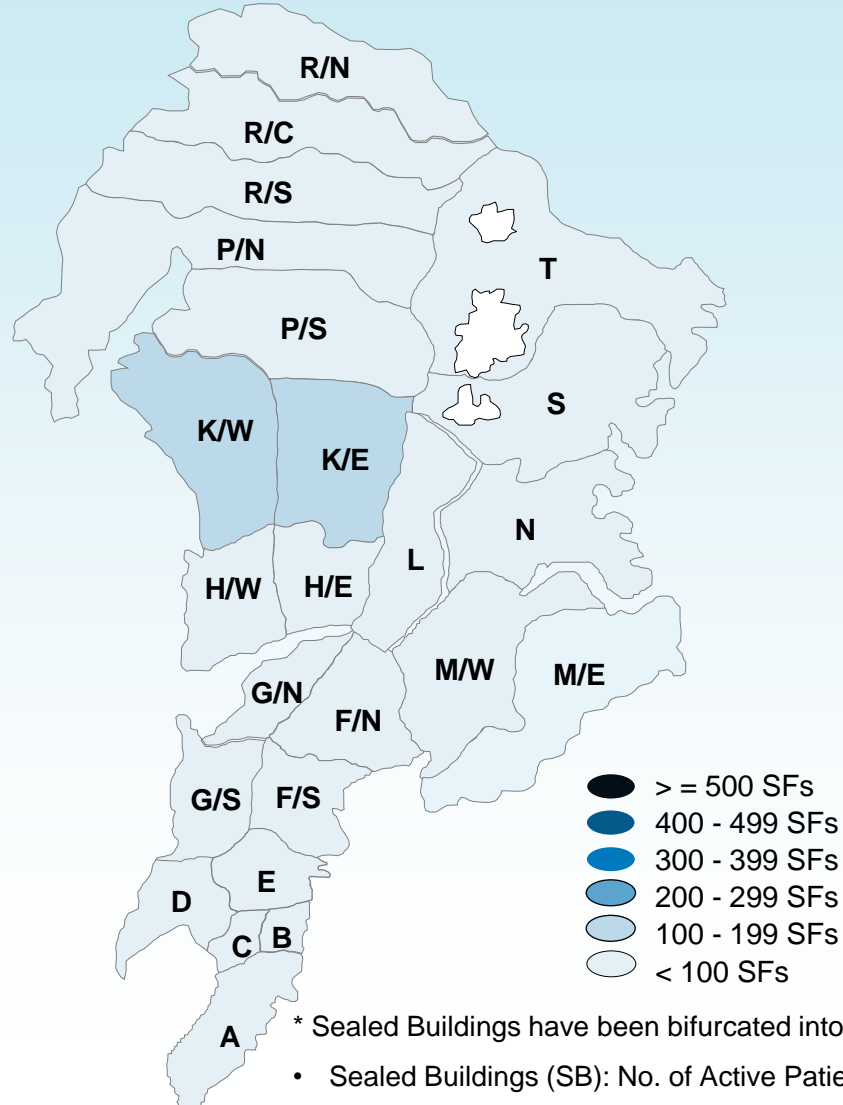 R/N
R/C
R/S
P/N
T
P/S
S
K/W
K/E
N
L
H/W
H/E
M/W
M/E
G/N
F/N
G/S
F/S
E
D
B
C
A
> = 500 SFs
400 - 499 SFs
300 - 399 SFs
200 - 299 SFs
100 - 199 SFs
< 100 SFs
* Sealed Buildings have been bifurcated into
• Sealed Buildings (SB): No. of Active Patie